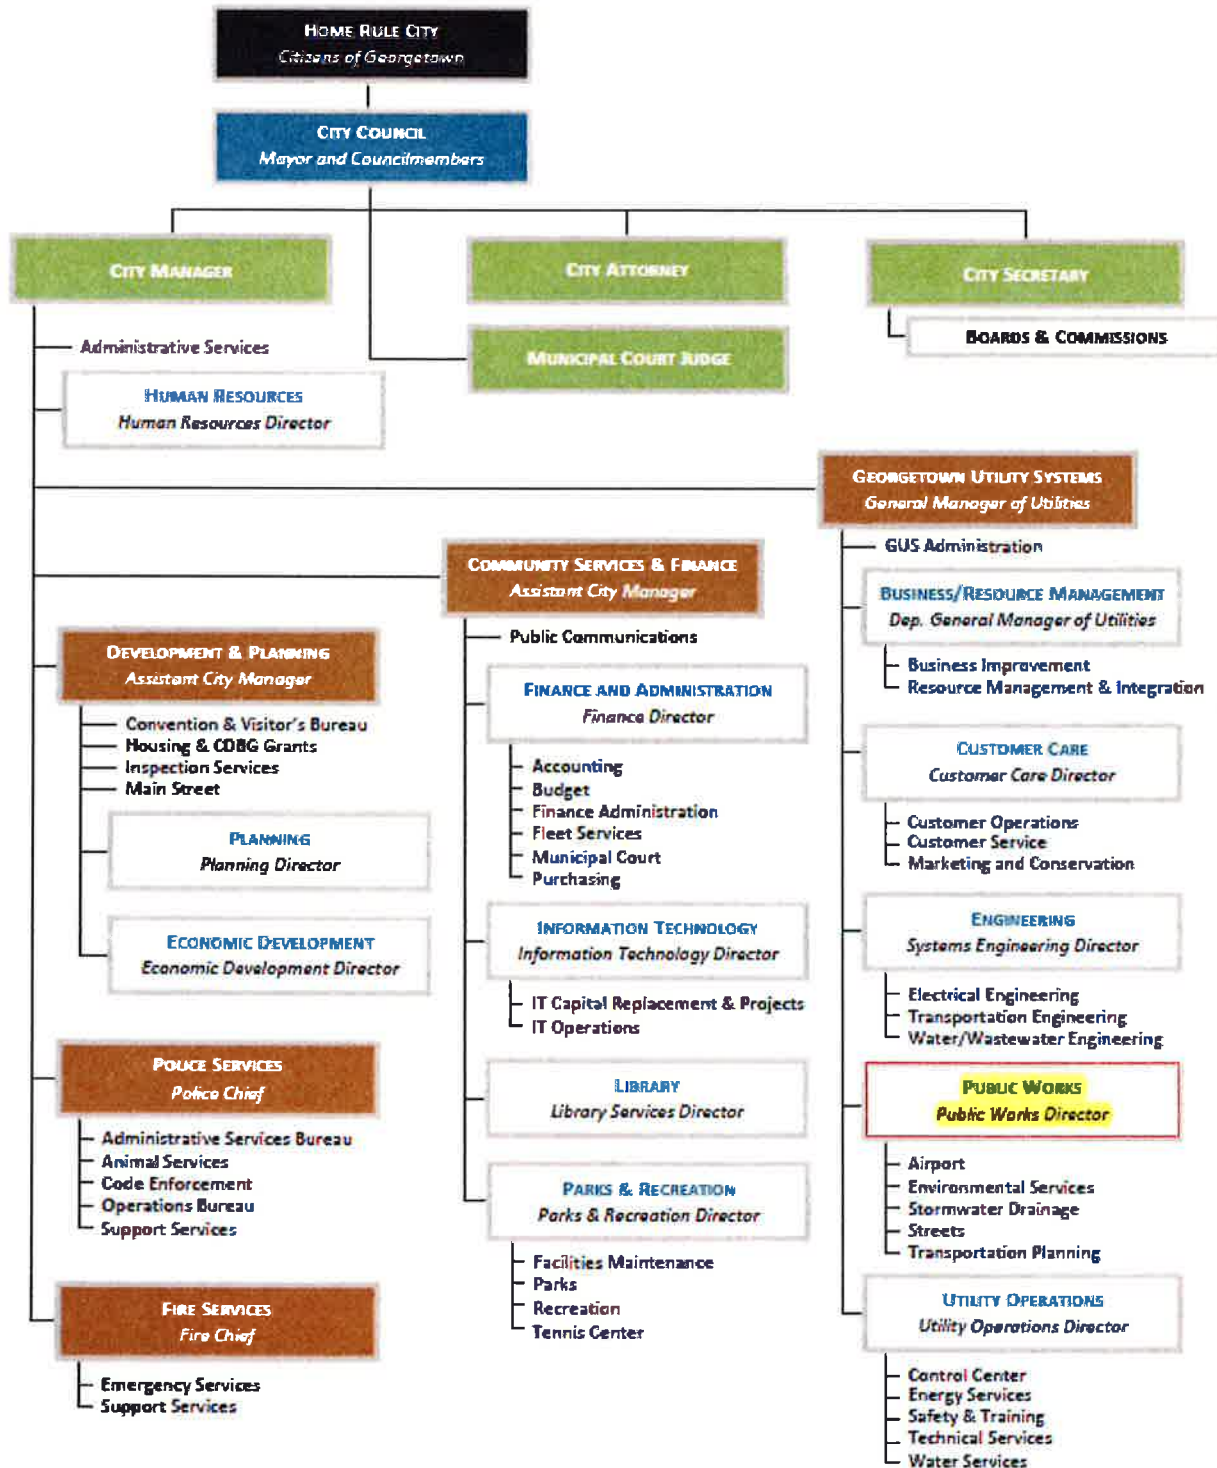 HOME RULE CITY
Citizens of Georgetown
CITY COUNCIL
Mayor and Councilmembers
CITY MANAGER
CITY ATTORNEY
CITY SECRETARY
BOARDS & COMMISSIONS
MUNICIPAL COURT JUDGE
Administrative Services
HUMAN RESOURCES
Human Resources Director
DEVELOPMENT & PLANNING
Assistant City Manager
Convention & Visitor's Bureau
Housing & CDBG Grants
Inspection Services
Main Street
PLANNING
Planning Director
ECONOMIC DEVELOPMENT
Economic Development Director
POLICE SERVICES
Police Chief
Administrative Services Bureau
Animal Services
Code Enforcement
Operations Bureau
Support Services
FIRE SERVICES
Fire Chief
Emergency Services
Support Services
COMMUNITY SERVICES & FINANCE
Assistant City Manager
Public Communications
FINANCE AND ADMINISTRATION
Finance Director
Accounting
Budget
Finance Administration
Fleet Services
Municipal Court
Purchasing
INFORMATION TECHNOLOGY
Information Technology Director
IT Capital Replacement & Projects
IT Operations
LIBRARY
Library Services Director
PARKS & RECREATION
Parks & Recreation Director
Facilities Maintenance
Parks
Recreation
Tennis Center
GEORGETOWN UTILITY SYSTEMS
General Manager of Utilities
GUS Administration
BUSINESS/RESOURCE MANAGEMENT
Dep. General Manager of Utilities
Business Improvement
Resource Management & Integration
CUSTOMER CARE
Customer Care Director
Customer Operations
Customer Service
Marketing and Conservation
ENGINEERING
Systems Engineering Director
Electrical Engineering
Transportation Engineering
Water/Wastewater Engineering
PUBLIC WORKS
Public Works Director
Airport
Environmental Services
Stormwater Drainage
Streets
Transportation Planning
UTILITY OPERATIONS
Utility Operations Director
Control Center
Energy Services
Safety & Training
Technical Services
Water Services